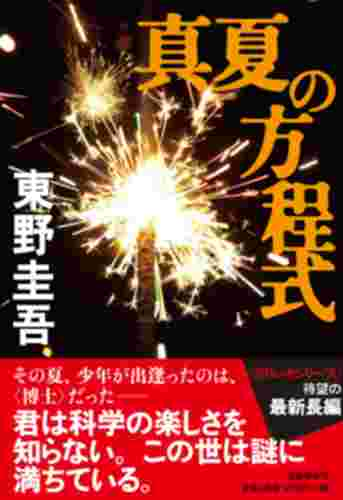 真夏の方程式
東野圭吾
その夏、少年が出逢ったのは、
〈博士〉だった──
君は科学の楽しさを
知らない。この世は謎に
満ちている。
待望の
最新長編